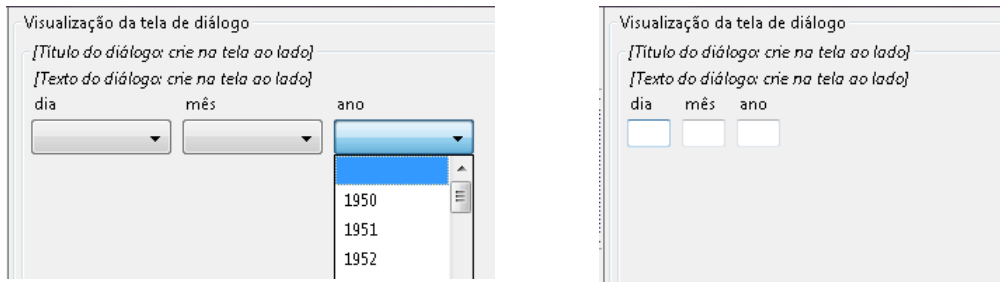 Visualização da tela de diálogo
[Título do diálogo: crie na tela ao lado]
[Texto do diálogo: crie na tela ao lado]
dia mês ano
1950
1951
1952
Visualização da tela de diálogo
[Título do diálogo: crie na tela ao lado]
[Texto do diálogo: crie na tela ao lado]
dia mês ano